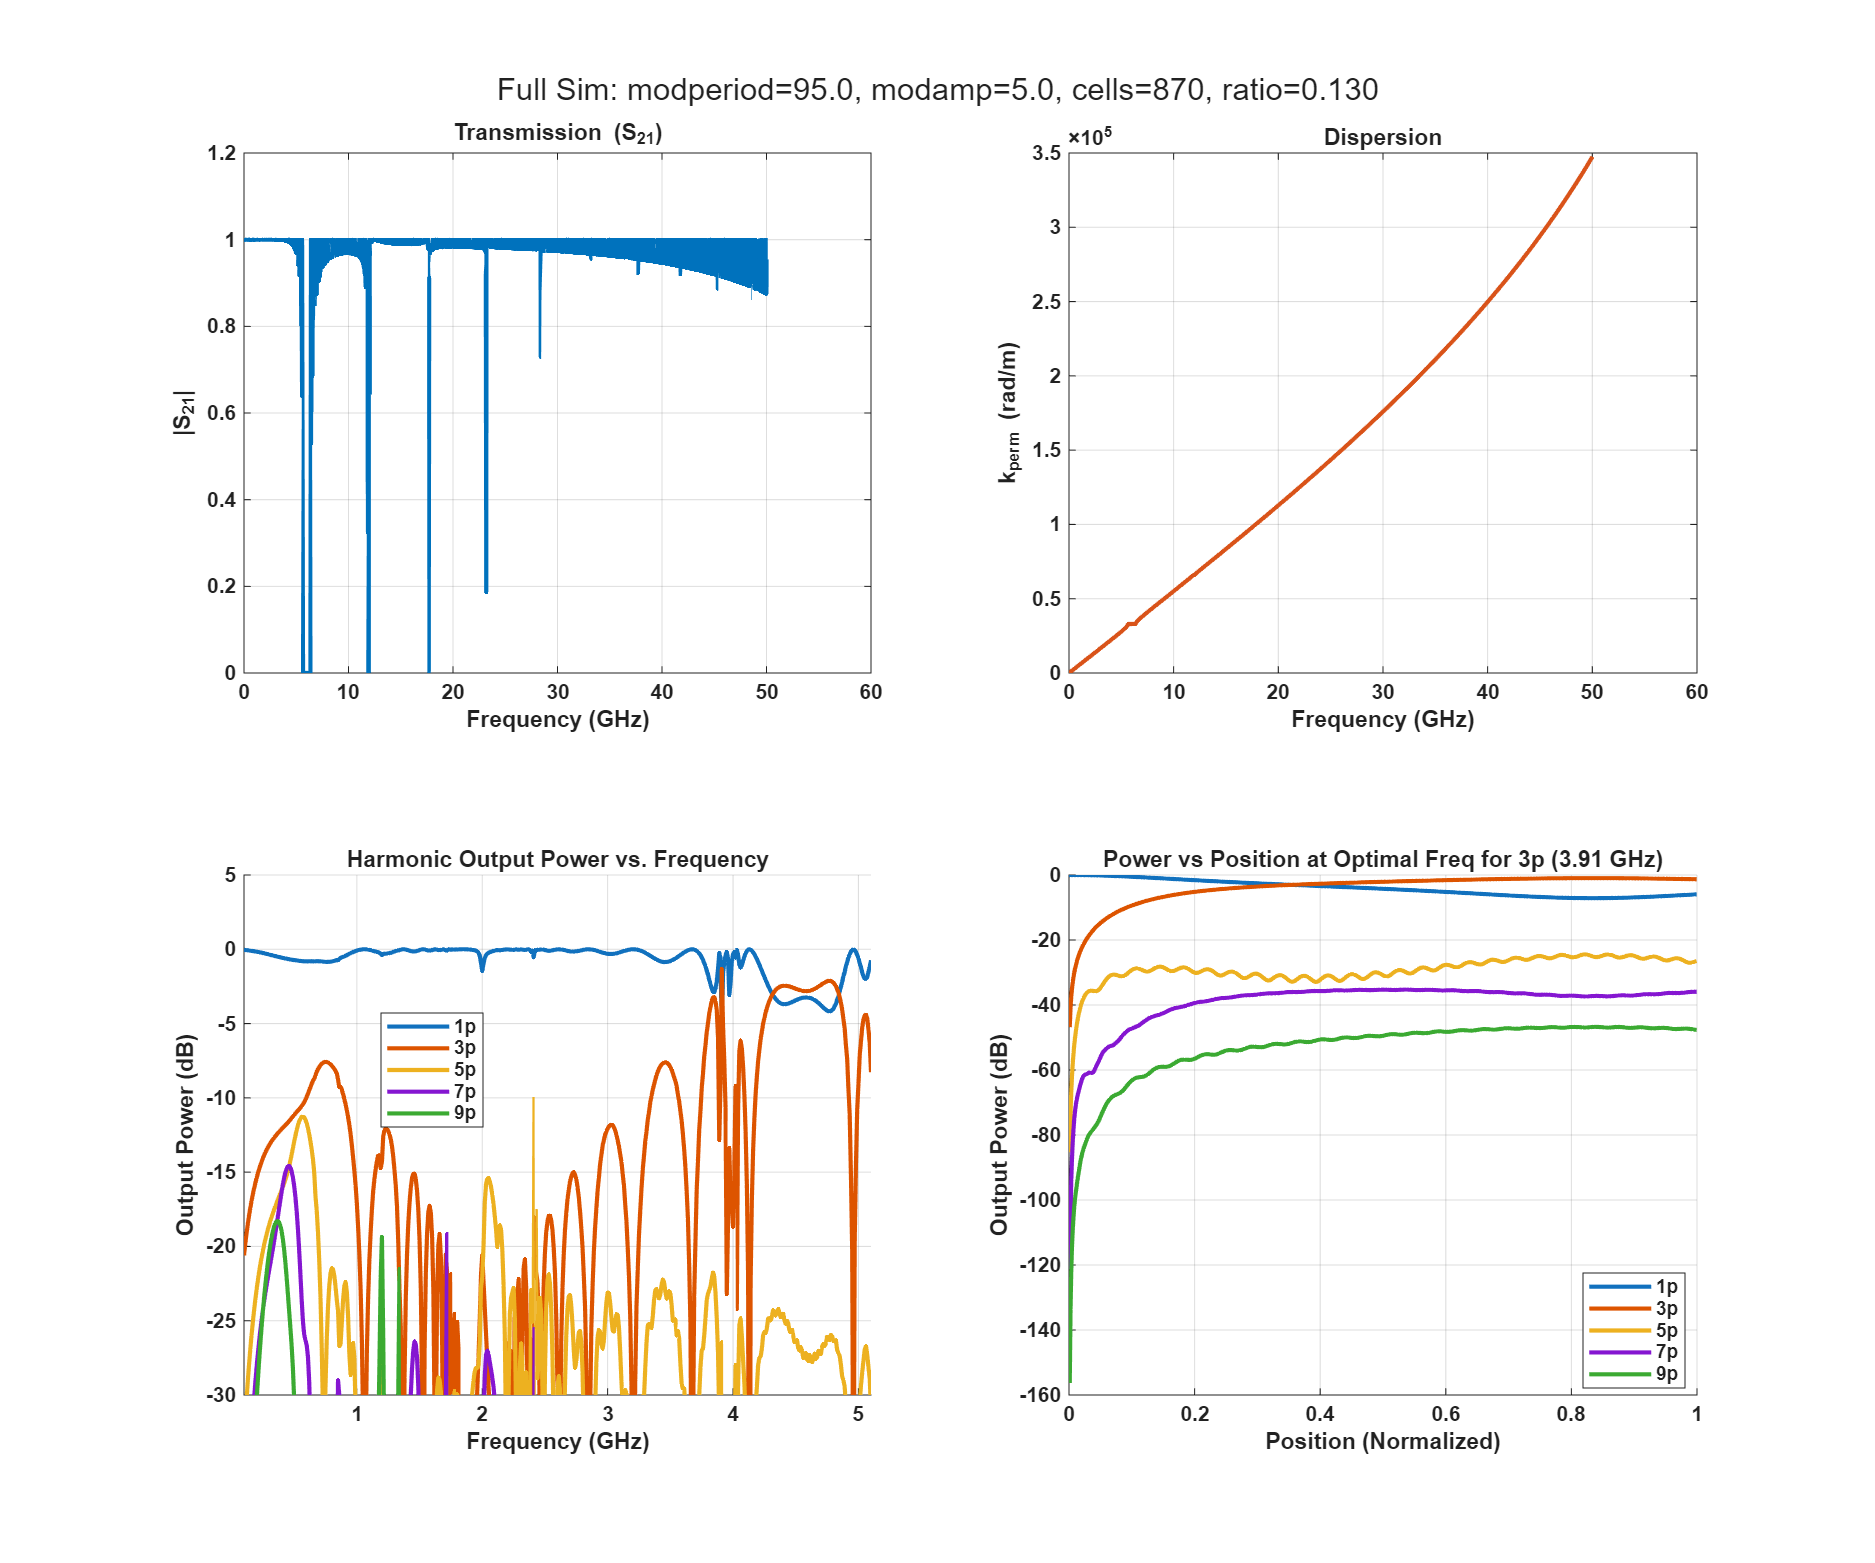 Full Sim: modperiod=95.0, modamp=5.0, cells=870, ratio=0.130
Transmission (S21)
1.2
1
0.8
0.6
0.4
0.2
0
|S21|
0 10 20 30 40 50 60
Frequency (GHz)
×10^5
Dispersion
3.5
3
2.5
2
1.5
1
0.5
0
kperm (rad/m)
0 10 20 30 40 50 60
Frequency (GHz)
Harmonic Output Power vs. Frequency
5
0
-5
-10
-15
-20
-25
-30
Output Power (dB)
1p
3p
5p
7p
9p
1 2 3 4 5
Frequency (GHz)
Power vs Position at Optimal Freq for 3p (3.91 GHz)
0
-20
-40
-60
-80
-100
-120
-140
-160
Output Power (dB)
1p
3p
5p
7p
9p
0 0.2 0.4 0.6 0.8 1
Position (Normalized)